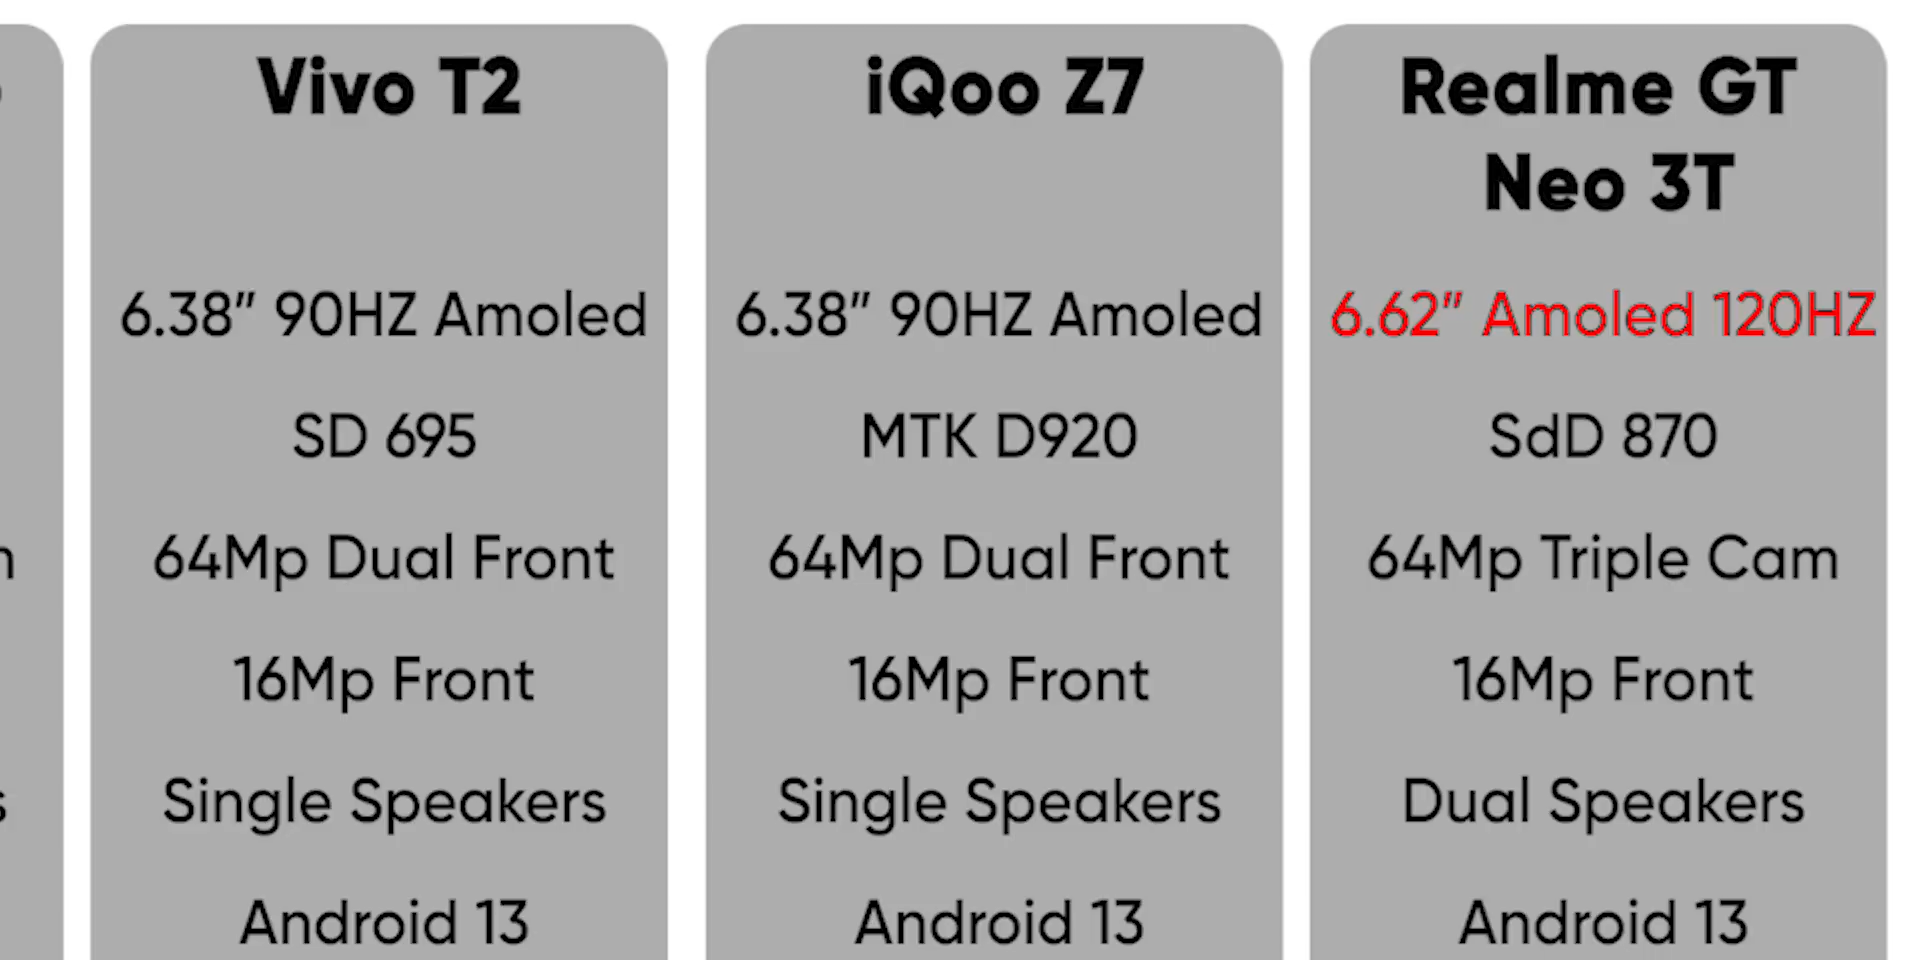 Vivo T2
6.38” 90HZ Amoled
SD 695
64Mp Dual Front
16Mp Front
Single Speakers
Android 13
iQoo Z7
6.38” 90HZ Amoled
MTK D920
64Mp Dual Front
16Mp Front
Single Speakers
Android 13
Realme GT
Neo 3T
6.62” Amoled 120HZ
SdD 870
64Mp Triple Cam
16Mp Front
Dual Speakers
Android 13